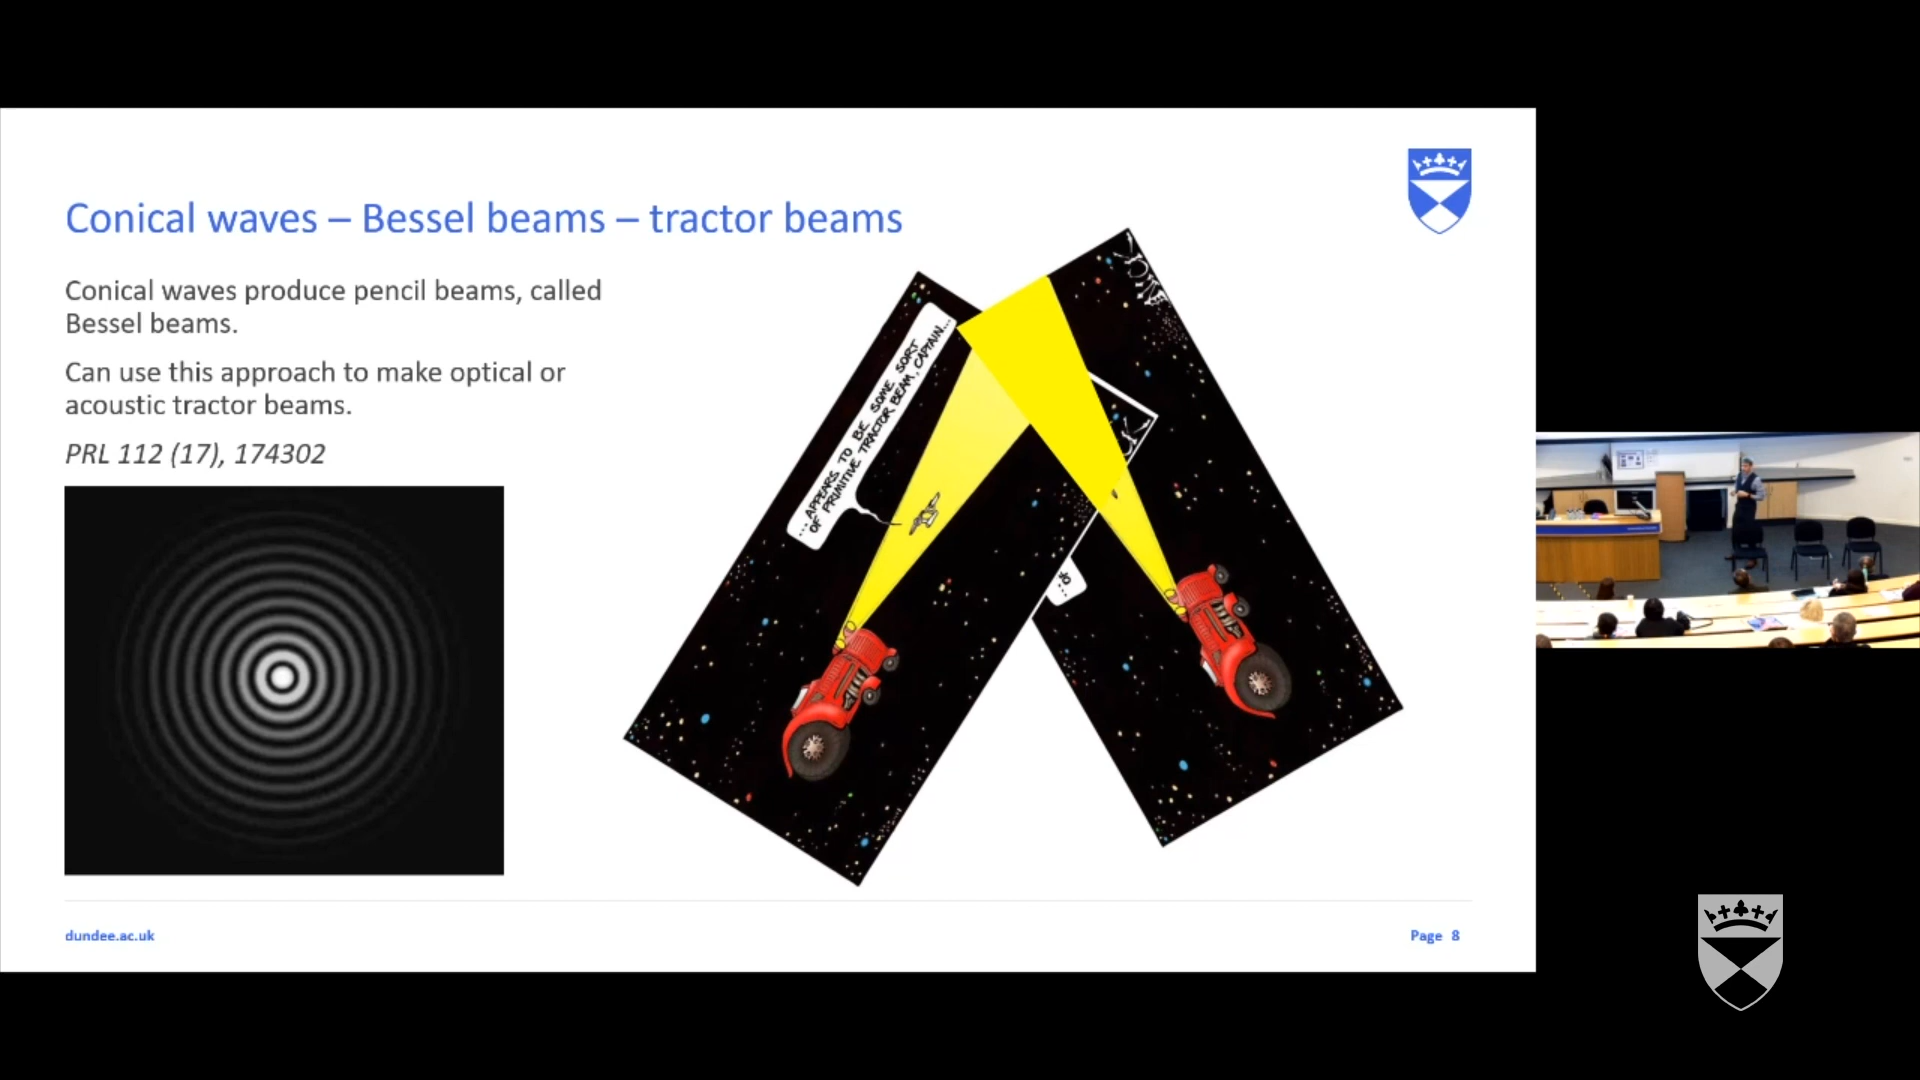 Conical waves – Bessel beams – tractor beams
Conical waves produce pencil beams, called
Bessel beams.
Can use this approach to make optical or
acoustic tractor beams.
PRL 112 (17), 174302
...APPEARS TO BE SOME SORT
OF PRIMITIVE TRACTOR BEAM, CAPTAIN...
dundee.ac.uk
Page 8